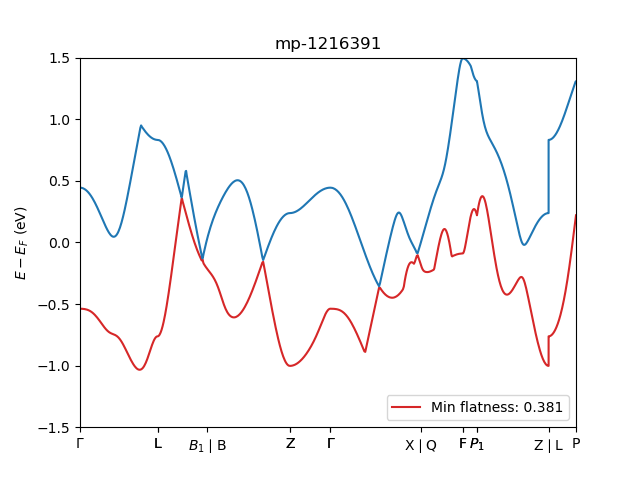 mp-1216391
E − E_F (eV)
1.5
1.0
0.5
0.0
−0.5
−1.0
−1.5
Min flatness: 0.381
Γ L B₁ | B Z Γ X | Q F P₁ Z | L P